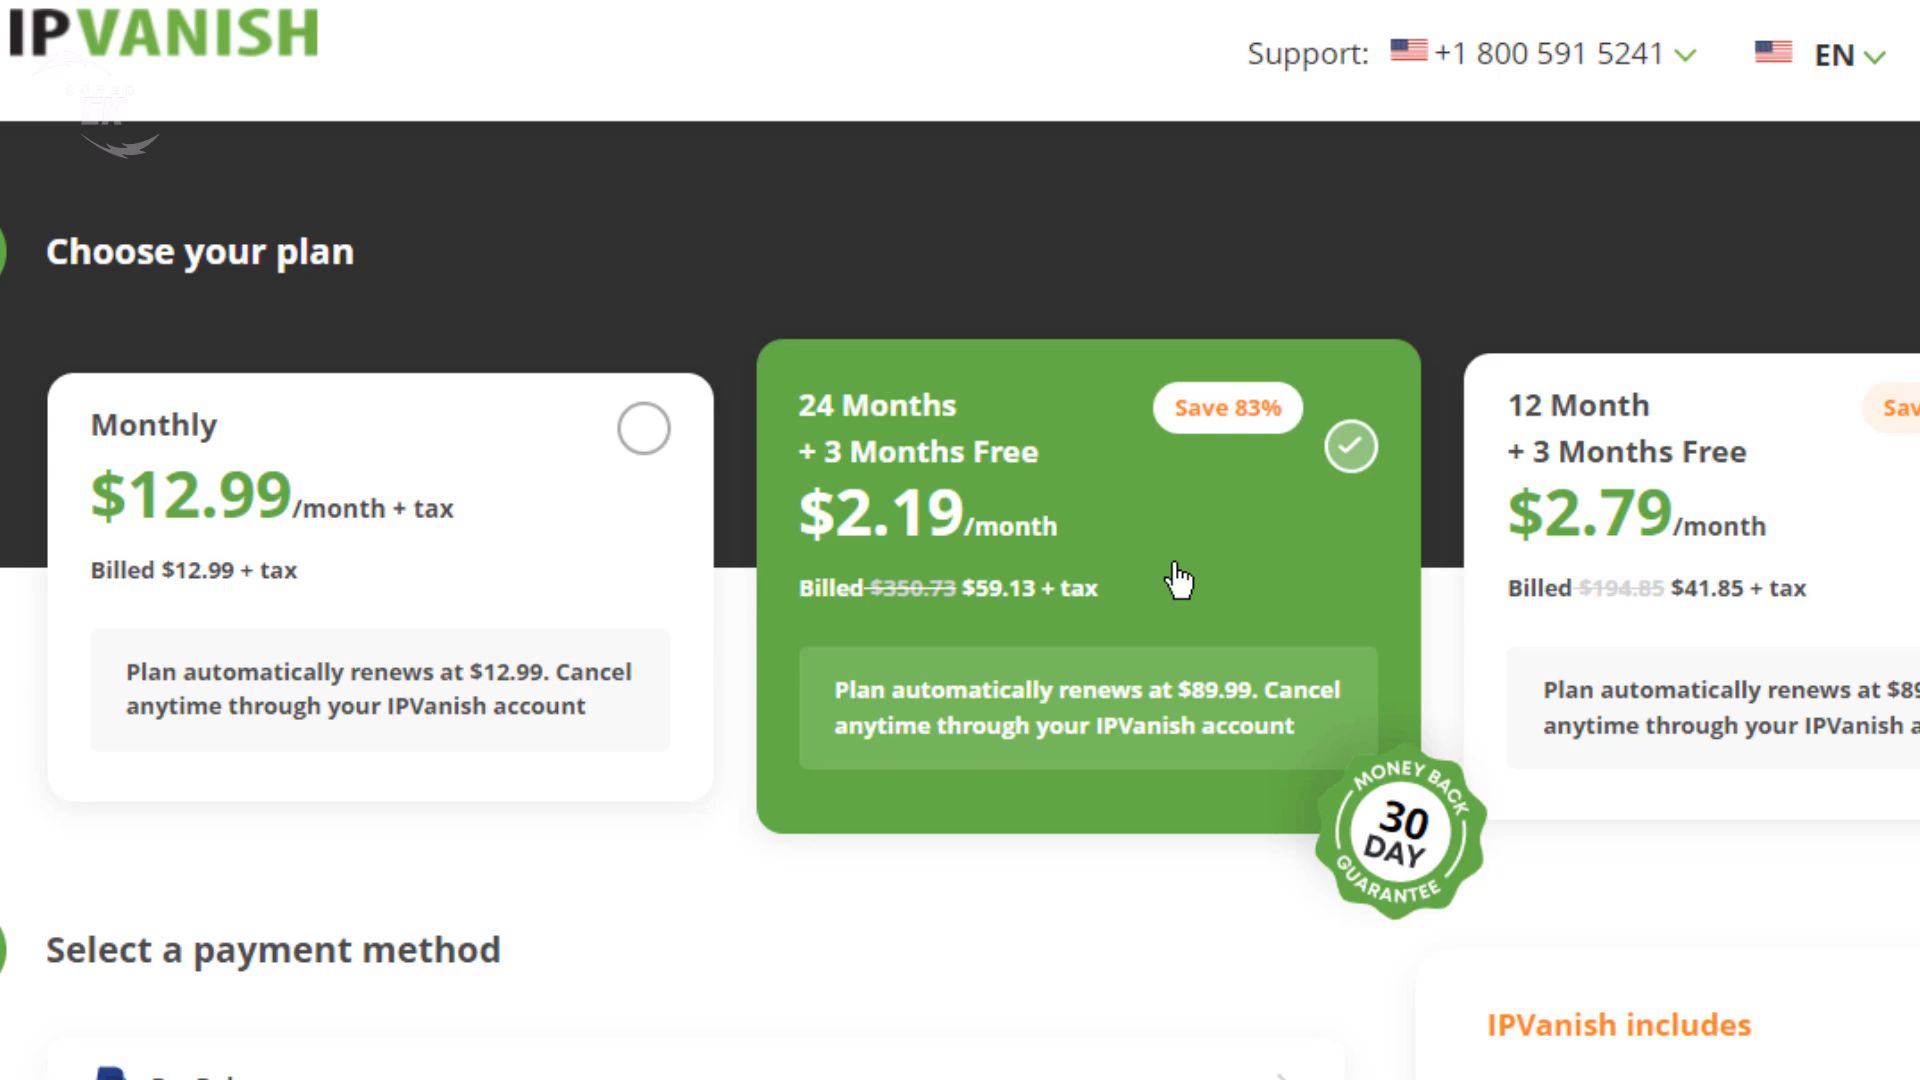 IPVANISH
Support: +1 800 591 5241
EN
Choose your plan
Monthly
$12.99/month + tax
Billed $12.99 + tax
Plan automatically renews at $12.99. Cancel
anytime through your IPVanish account
24 Months
+ 3 Months Free
Save 83%
$2.19/month
Billed $350.73 $59.13 + tax
Plan automatically renews at $89.99. Cancel
anytime through your IPVanish account
MONEY BACK
30
DAY
GUARANTEE
12 Month
+ 3 Months Free
$2.79/month
Billed $194.85 $41.85 + tax
Plan automatically renews at
anytime through your IPVanish
Select a payment method
IPVanish includes